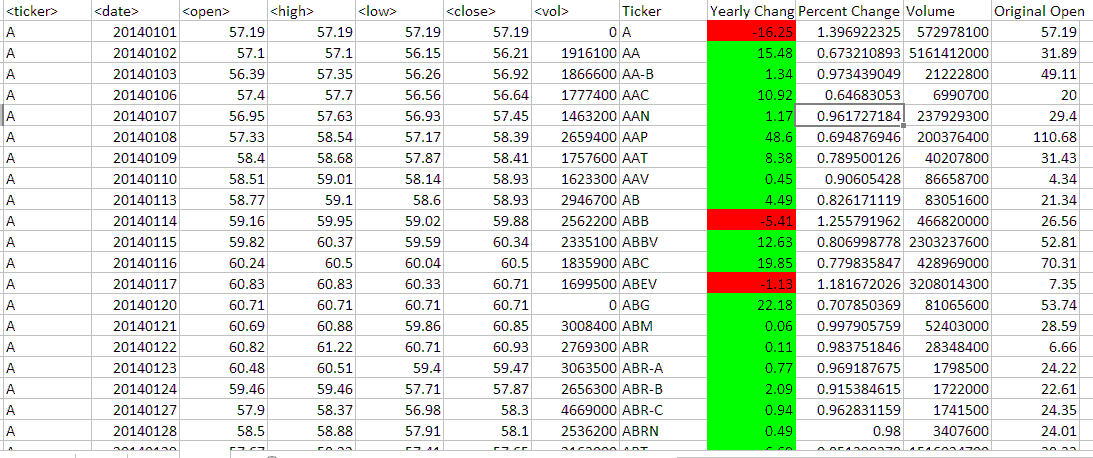 <ticker> <date> <open> <high> <low> <close> <vol> Ticker Yearly Chang Percent Change Volume Original Open
A 20140101 57.19 57.19 57.19 57.19 0 A -16.25 1.396922325 572978100 57.19
A 20140102 57.1 57.1 56.15 56.21 1916100 AA 15.48 0.673210893 5161412000 31.89
A 20140103 56.39 57.35 56.26 56.92 1866600 AA-B 1.34 0.973439049 21222800 49.11
A 20140106 57.4 57.7 56.56 56.64 1777400 AAC 10.92 0.64683053 6990700 20
A 20140107 56.95 57.63 56.93 57.45 1463200 AAN 1.17 0.961727184 237929300 29.4
A 20140108 57.33 58.54 57.17 58.39 2659400 AAP 48.6 0.694876946 200376400 110.68
A 20140109 58.4 58.68 57.87 58.41 1757600 AAT 8.38 0.789500126 40207800 31.43
A 20140110 58.51 59.01 58.14 58.93 1623300 AAV 0.45 0.90605428 86658700 4.34
A 20140113 58.77 59.1 58.6 58.93 2946700 AB 4.49 0.826171119 83051600 21.34
A 20140114 59.16 59.95 59.02 59.88 2562200 ABB -5.41 1.255791962 466820000 26.56
A 20140115 59.82 60.37 59.59 60.34 2335100 ABBV 12.63 0.806998778 2303237600 52.81
A 20140116 60.24 60.5 60.04 60.5 1835900 ABC 19.85 0.779835847 428969000 70.31
A 20140117 60.83 60.83 60.33 60.71 1699500 ABEV -1.13 1.181672026 3208014300 7.35
A 20140120 60.71 60.71 60.71 60.71 0 ABG 22.18 0.707850369 81065600 53.74
A 20140121 60.69 60.88 59.86 60.85 3008400 ABM 0.06 0.997905759 52403000 28.59
A 20140122 60.82 61.22 60.71 60.93 2769300 ABR 0.11 0.983751846 28348400 6.66
A 20140123 60.48 60.51 59.4 59.47 3063500 ABR-A 0.77 0.969187675 1798500 24.22
A 20140124 59.46 59.46 57.71 57.87 2656300 ABR-B 2.09 0.915384615 1722000 22.61
A 20140127 57.9 58.37 56.98 58.3 4669000 ABR-C 0.94 0.962831159 1741500 24.35
A 20140128 58.5 58.88 57.91 58.1 2536200 ABRN 0.49 0.98 3407600 24.01